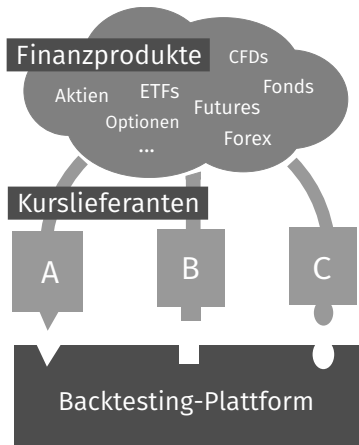 Finanzprodukte
CFDs
Aktien
ETFs
Fonds
Futures
Optionen
Forex
...
Kurslieferanten
A
B
C
Backtesting-Plattform